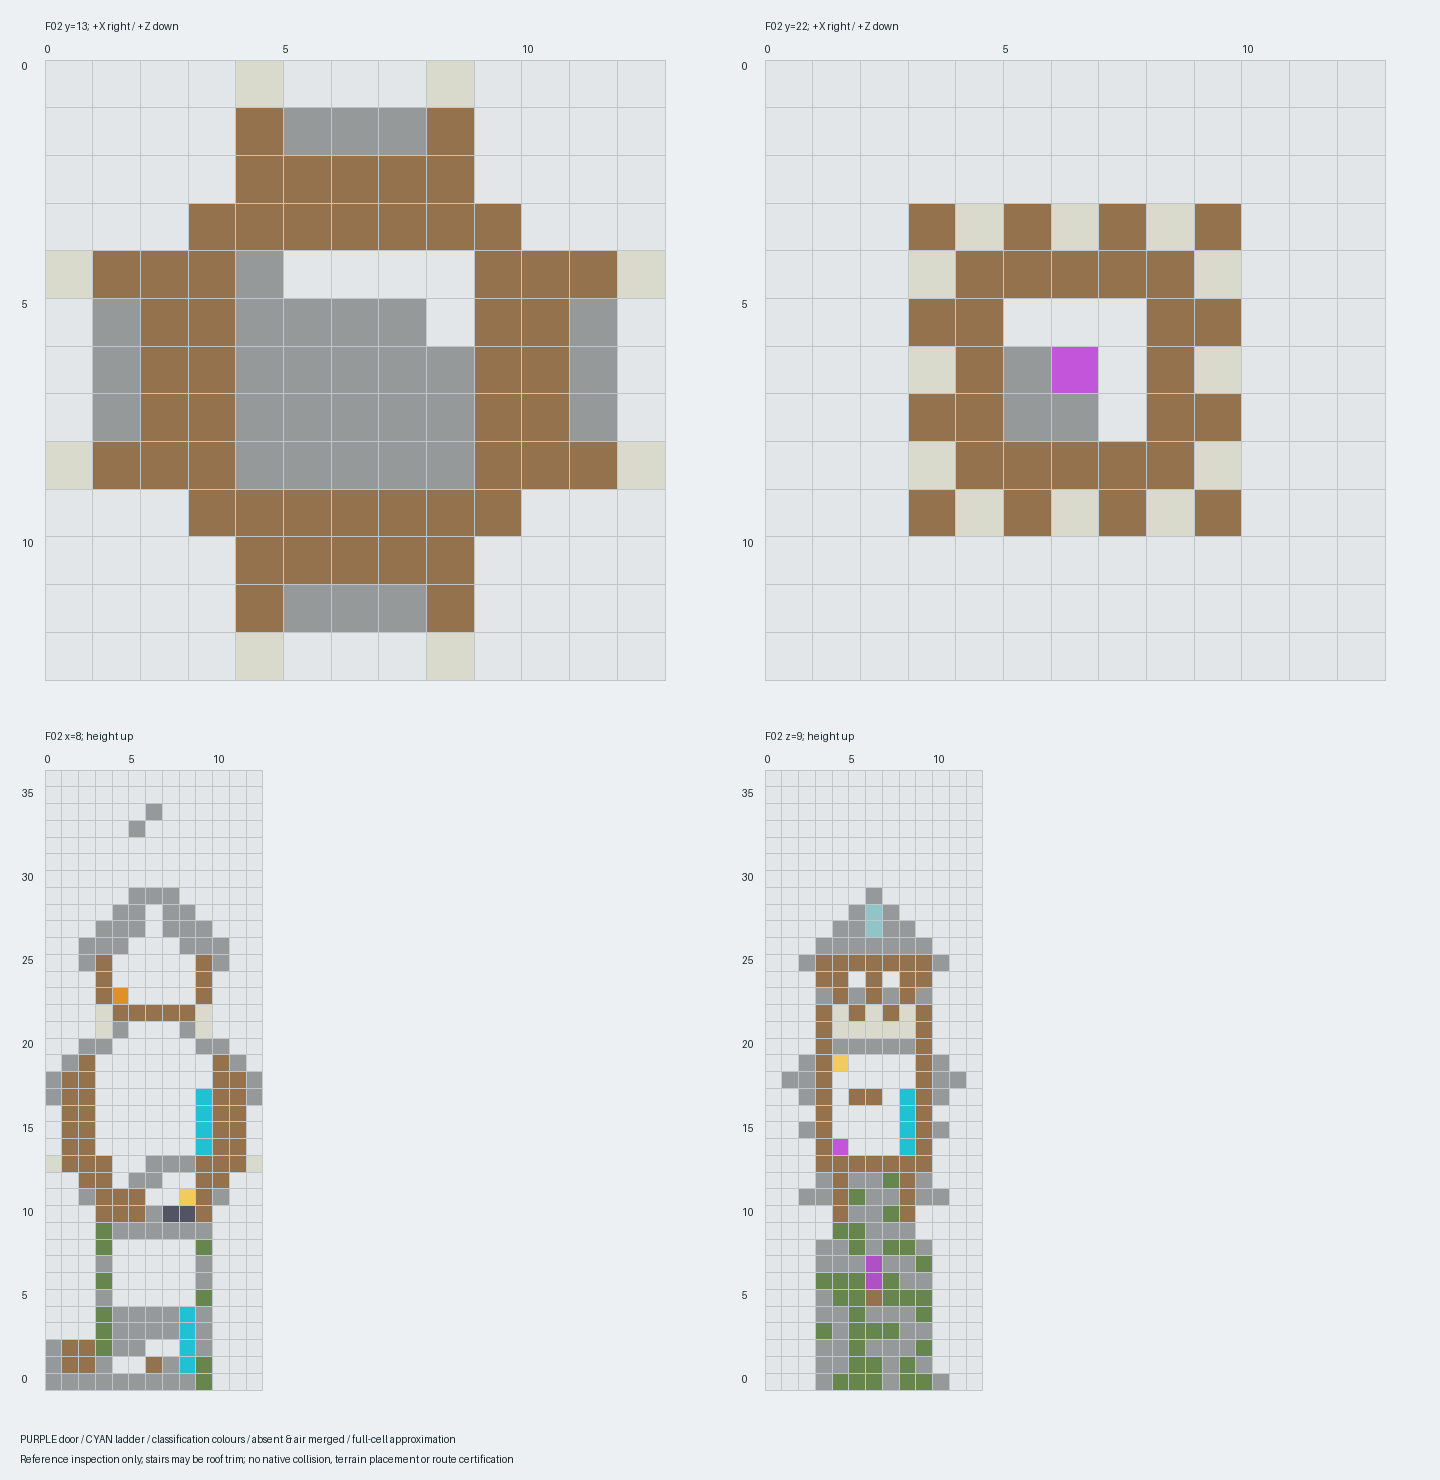 F02 y=13; +X right / +Z down
F02 y=22; +X right / +Z down
0 5 10
0 5 10
0
0
5
5
10
10
F02 x=8; height up
F02 z=9; height up
0 5 10
0 5 10
35
35
30
30
25
25
20
20
15
15
10
10
5
5
0
0
PURPLE door / CYAN ladder / classification colours / absent & air merged / full-cell approximation
Reference inspection only; stairs may be roof trim; no native collision, terrain placement or route certification